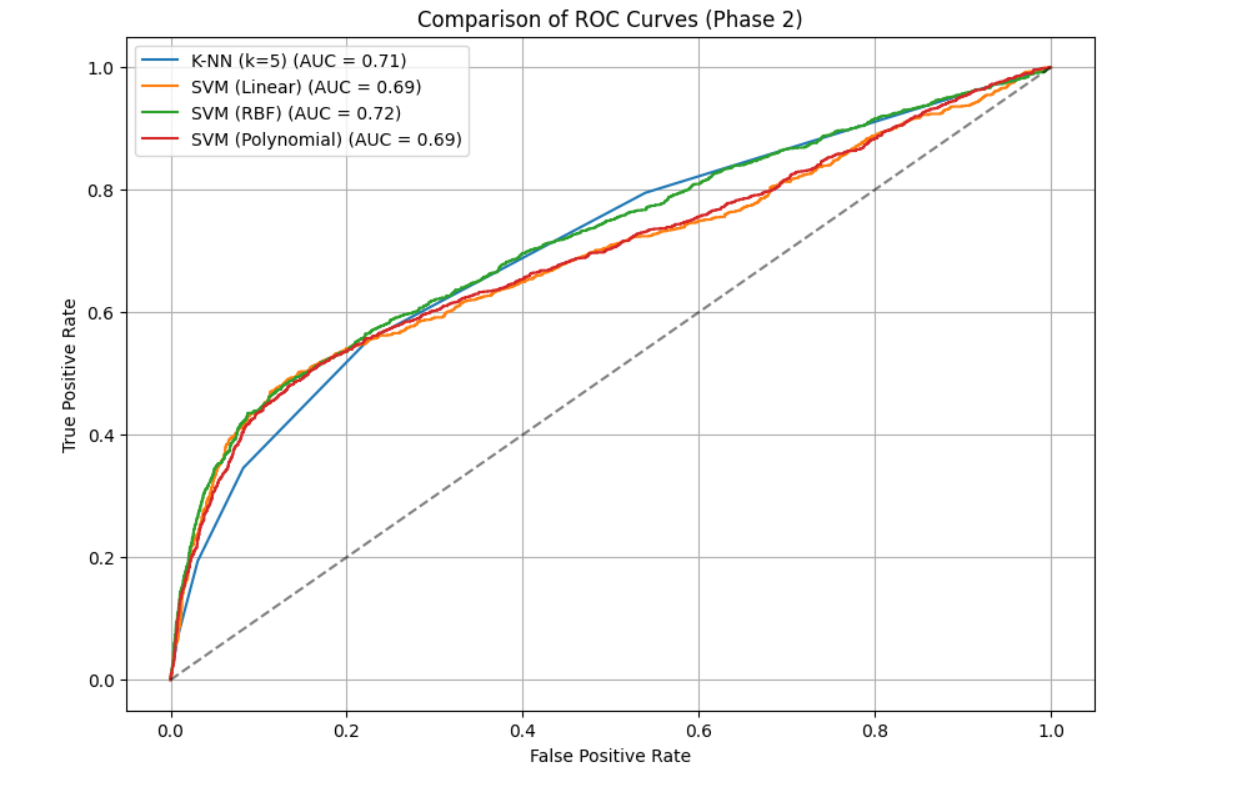 Comparison of ROC Curves (Phase 2)
K-NN (k=5) (AUC = 0.71)
SVM (Linear) (AUC = 0.69)
SVM (RBF) (AUC = 0.72)
SVM (Polynomial) (AUC = 0.69)
1.0
0.8
0.6
0.4
0.2
0.0
True Positive Rate
0.0 0.2 0.4 0.6 0.8 1.0
False Positive Rate